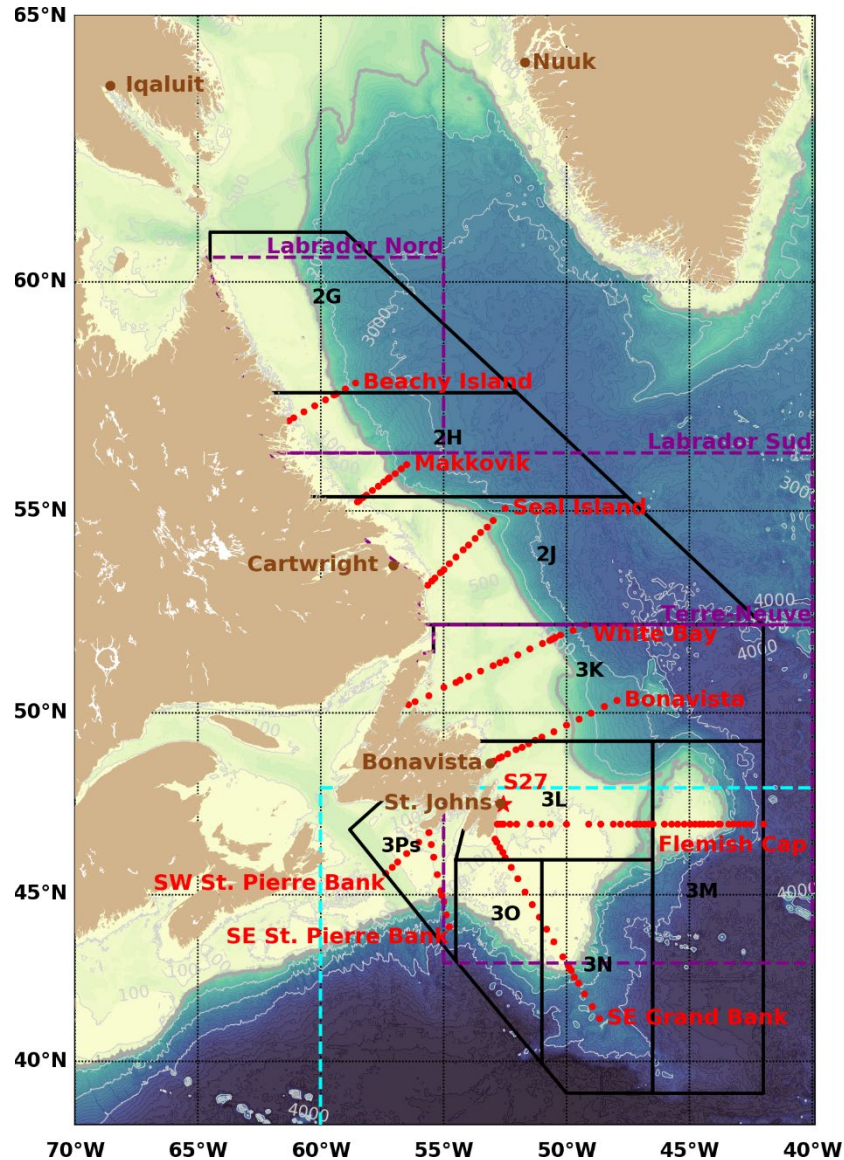 65°N
Nuuk
Iqaluit
Labrador Nord
60°N
2G
3000
Beachy Island
2H
Labrador Sud
Makkovik
55°N
Seal Island
2J
Cartwright
500
4000
Terre-Neuve
4000
White Bay
3K
50°N
Bonavista
Bonavista
S27
St. Johns
3L
3Ps
Flemish Cap
SW St. Pierre Bank
3M
45°N
3O
SE St. Pierre Bank
3N
100
SE Grand Bank
40°N
4000
70°W 65°W 60°W 55°W 50°W 45°W 40°W